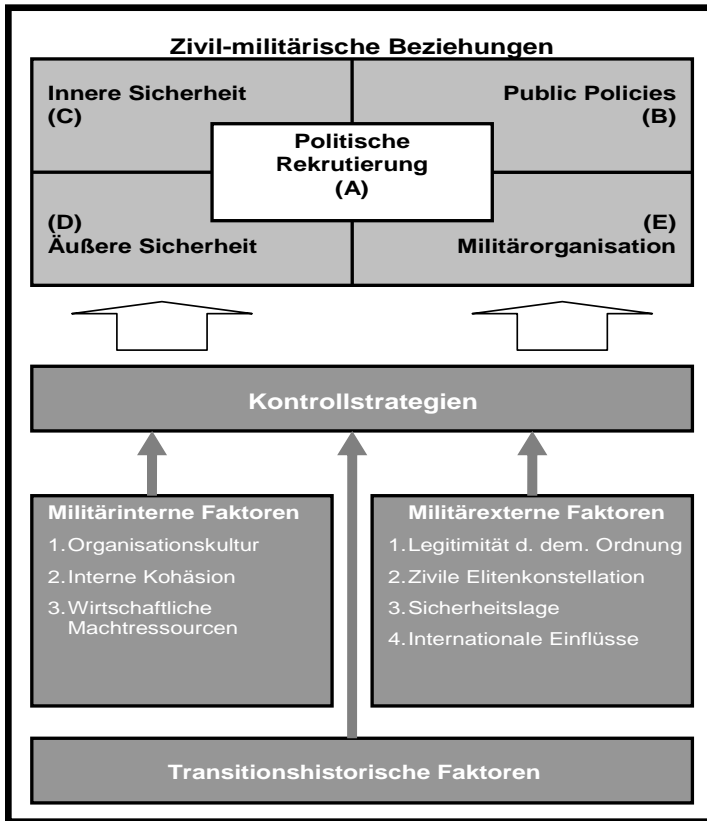 Zivil-militärische Beziehungen
Innere Sicherheit
(C)
Public Policies
(B)
Politische
Rekrutierung
(A)
(D)
Äußere Sicherheit
(E)
Militärorganisation
Kontrollstrategien
Militärinterne Faktoren
1.Organisationskultur
2.Interne Kohäsion
3.Wirtschaftliche
Machtressourcen
Militärexterne Faktoren
1.Legitimität d. dem. Ordnung
2.Zivile Elitenkonstellation
3.Sicherheitslage
4.Internationale Einflüsse
Transitionshistorische Faktoren